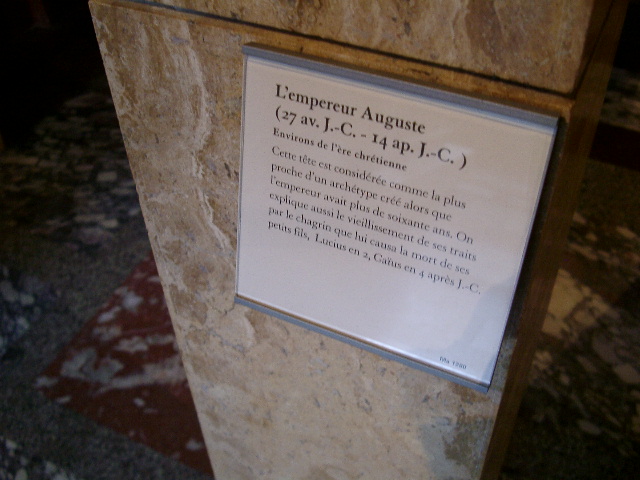 L'empereur Auguste
(27 av. J.-C. - 14 ap. J.-C. )
Environs de l'ère chrétienne
Cette tête est considérée comme la plus
proche d'un archétype créé alors que
l'empereur avait plus de soixante ans. On
explique aussi le vieillissement de ses traits
par le chagrin que lui causa la mort de ses
petits fils, Lucius en 2, Caïus en 4 après J.-C.